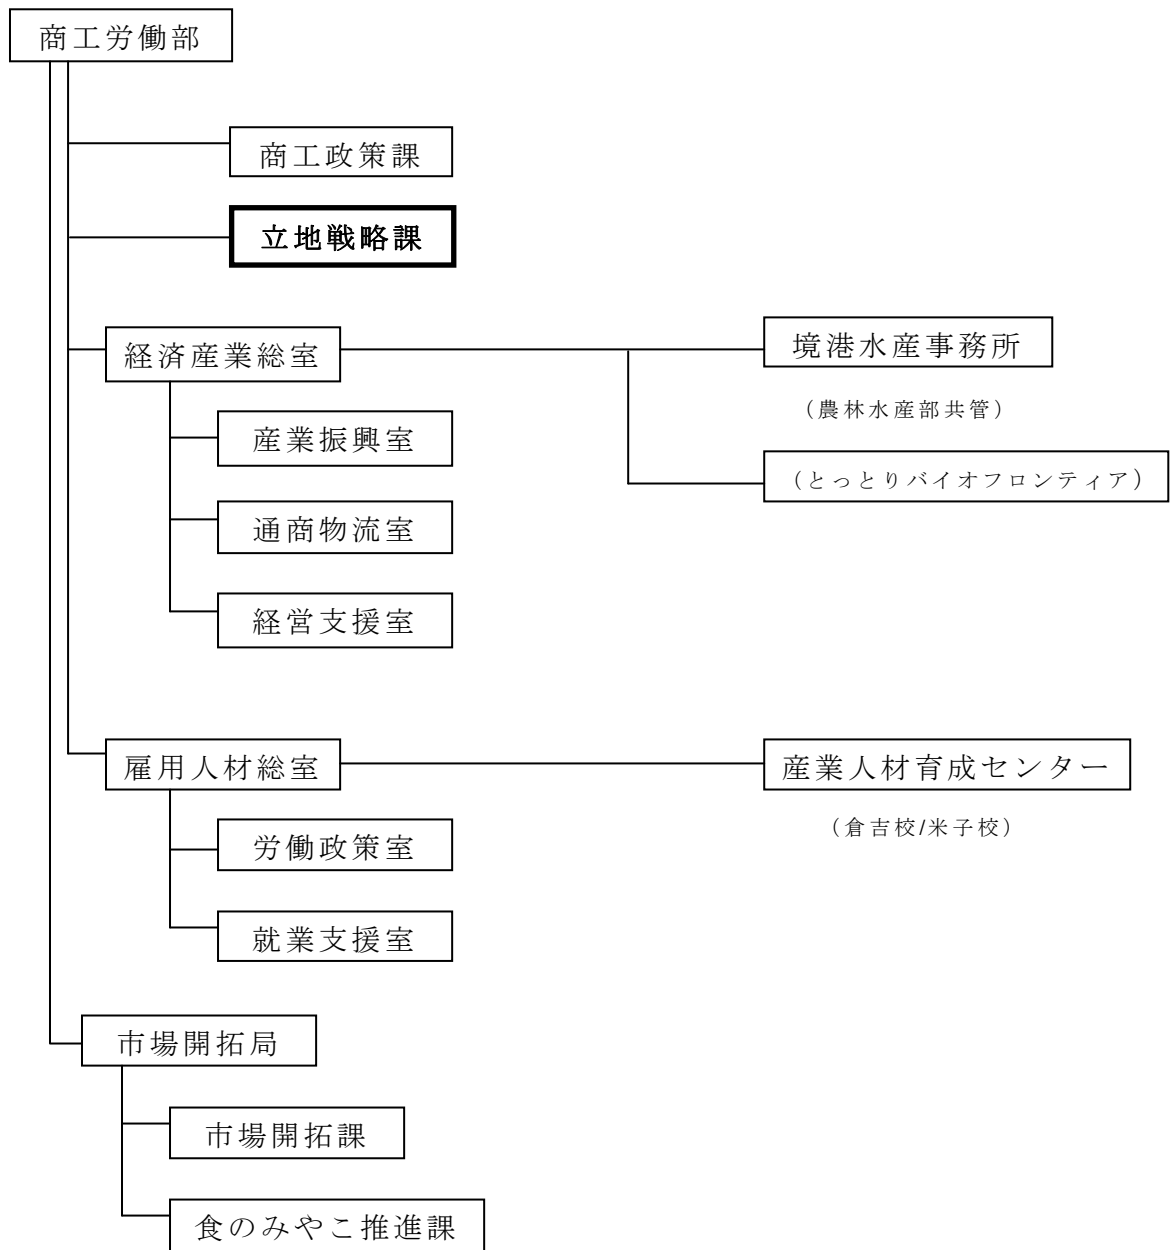 商工労働部
商工政策課
立地戦略課
経済産業総室
境港水産事務所
（農林水産部共管）
産業振興室
（とっとりバイオフロンティア）
通商物流室
経営支援室
雇用人材総室
産業人材育成センター
（倉吉校/米子校）
労働政策室
就業支援室
市場開拓局
市場開拓課
食のみやこ推進課